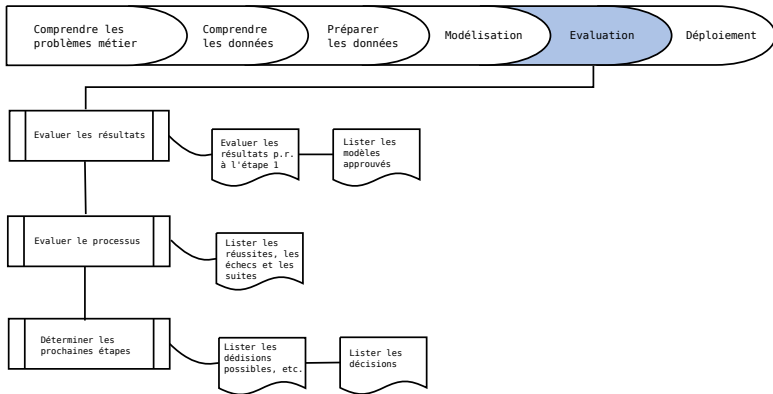 Comprendre les
problèmes métier
Comprendre
les données
Préparer
les données
Modélisation
Evaluation
Déploiement
Evaluer les résultats
Evaluer les
résultats p.r.
à l'étape 1
Lister les
modèles
approuvés
Evaluer le processus
Lister les
réussites, les
échecs et les
suites
Déterminer les
prochaines étapes
Lister les
dédisions
possibles, etc.
Lister les
décisions